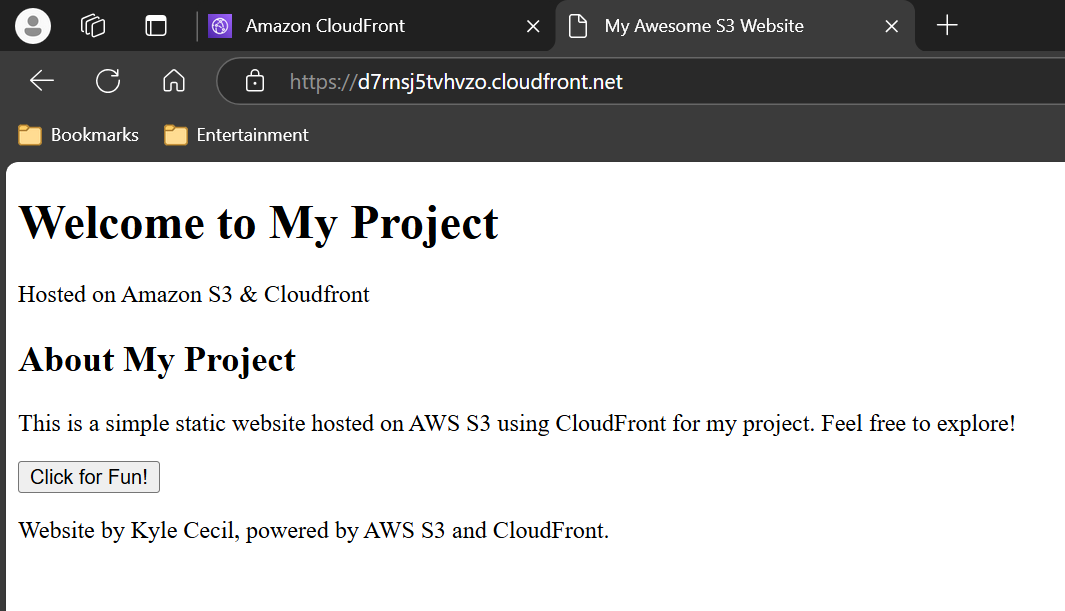 Amazon CloudFront
My Awesome S3 Website
https://d7rnsj5tvhvzo.cloudfront.net
Bookmarks
Entertainment
Welcome to My Project
Hosted on Amazon S3 & Cloudfront
About My Project
This is a simple static website hosted on AWS S3 using CloudFront for my project. Feel free to explore!
Click for Fun!
Website by Kyle Cecil, powered by AWS S3 and CloudFront.